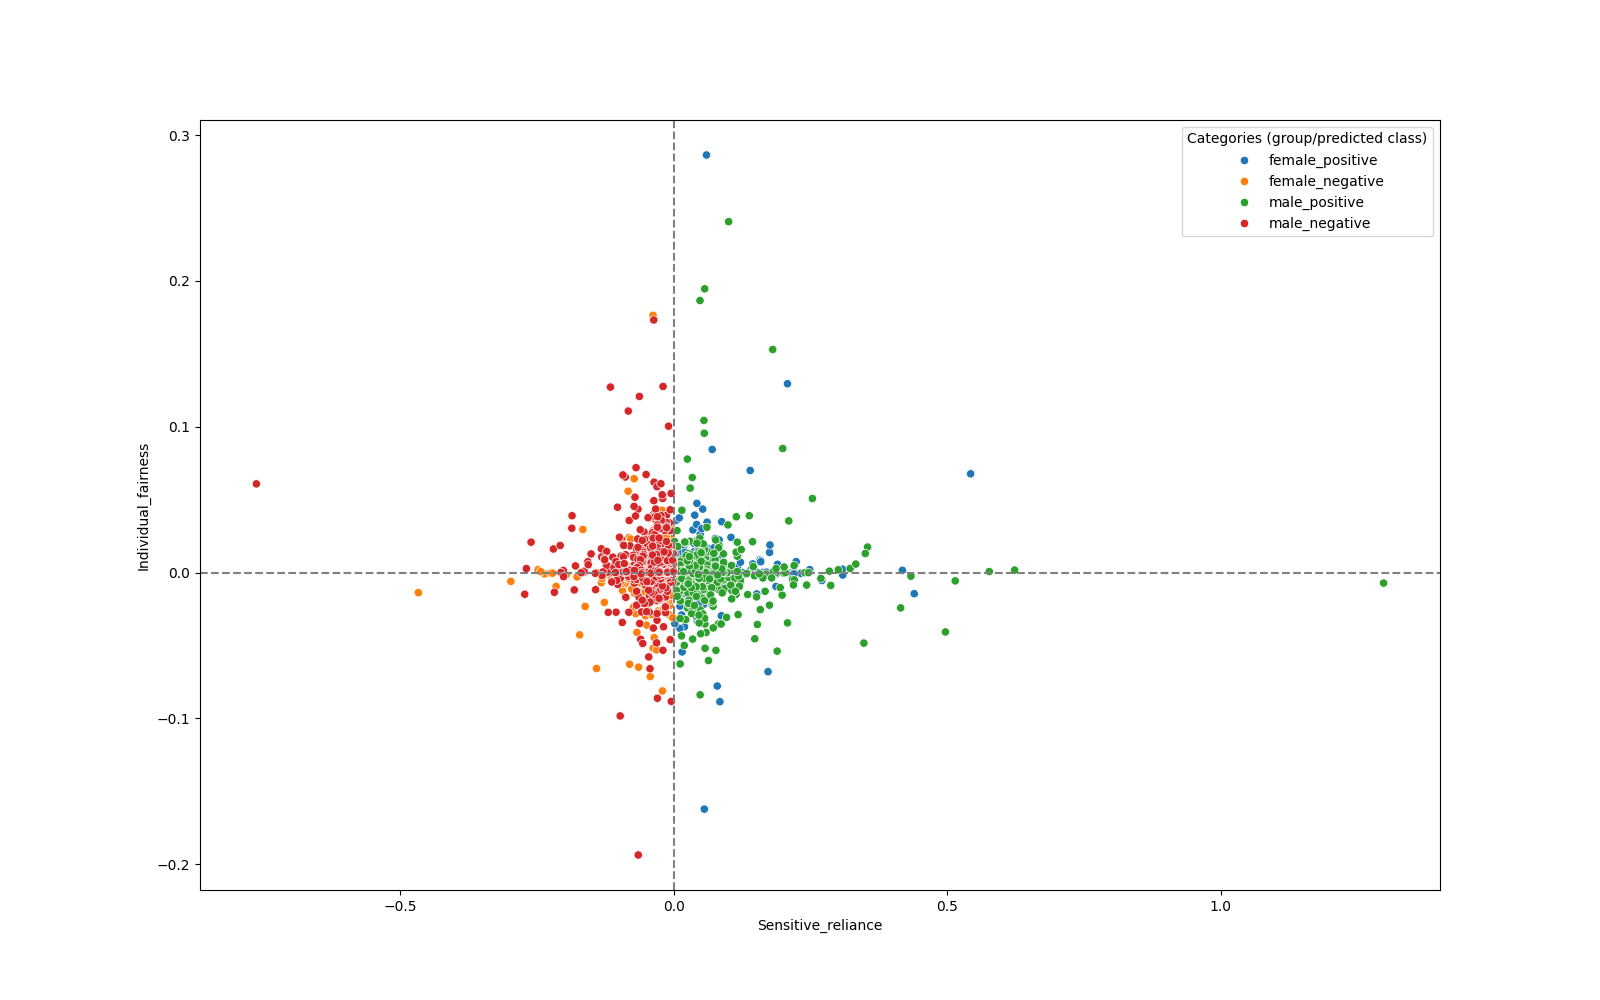 Categories (group/predicted class)
female_positive
female_negative
male_positive
male_negative
0.3
0.2
0.1
0.0
−0.1
−0.2
Individual_fairness
−0.5
0.0
0.5
1.0
Sensitive_reliance